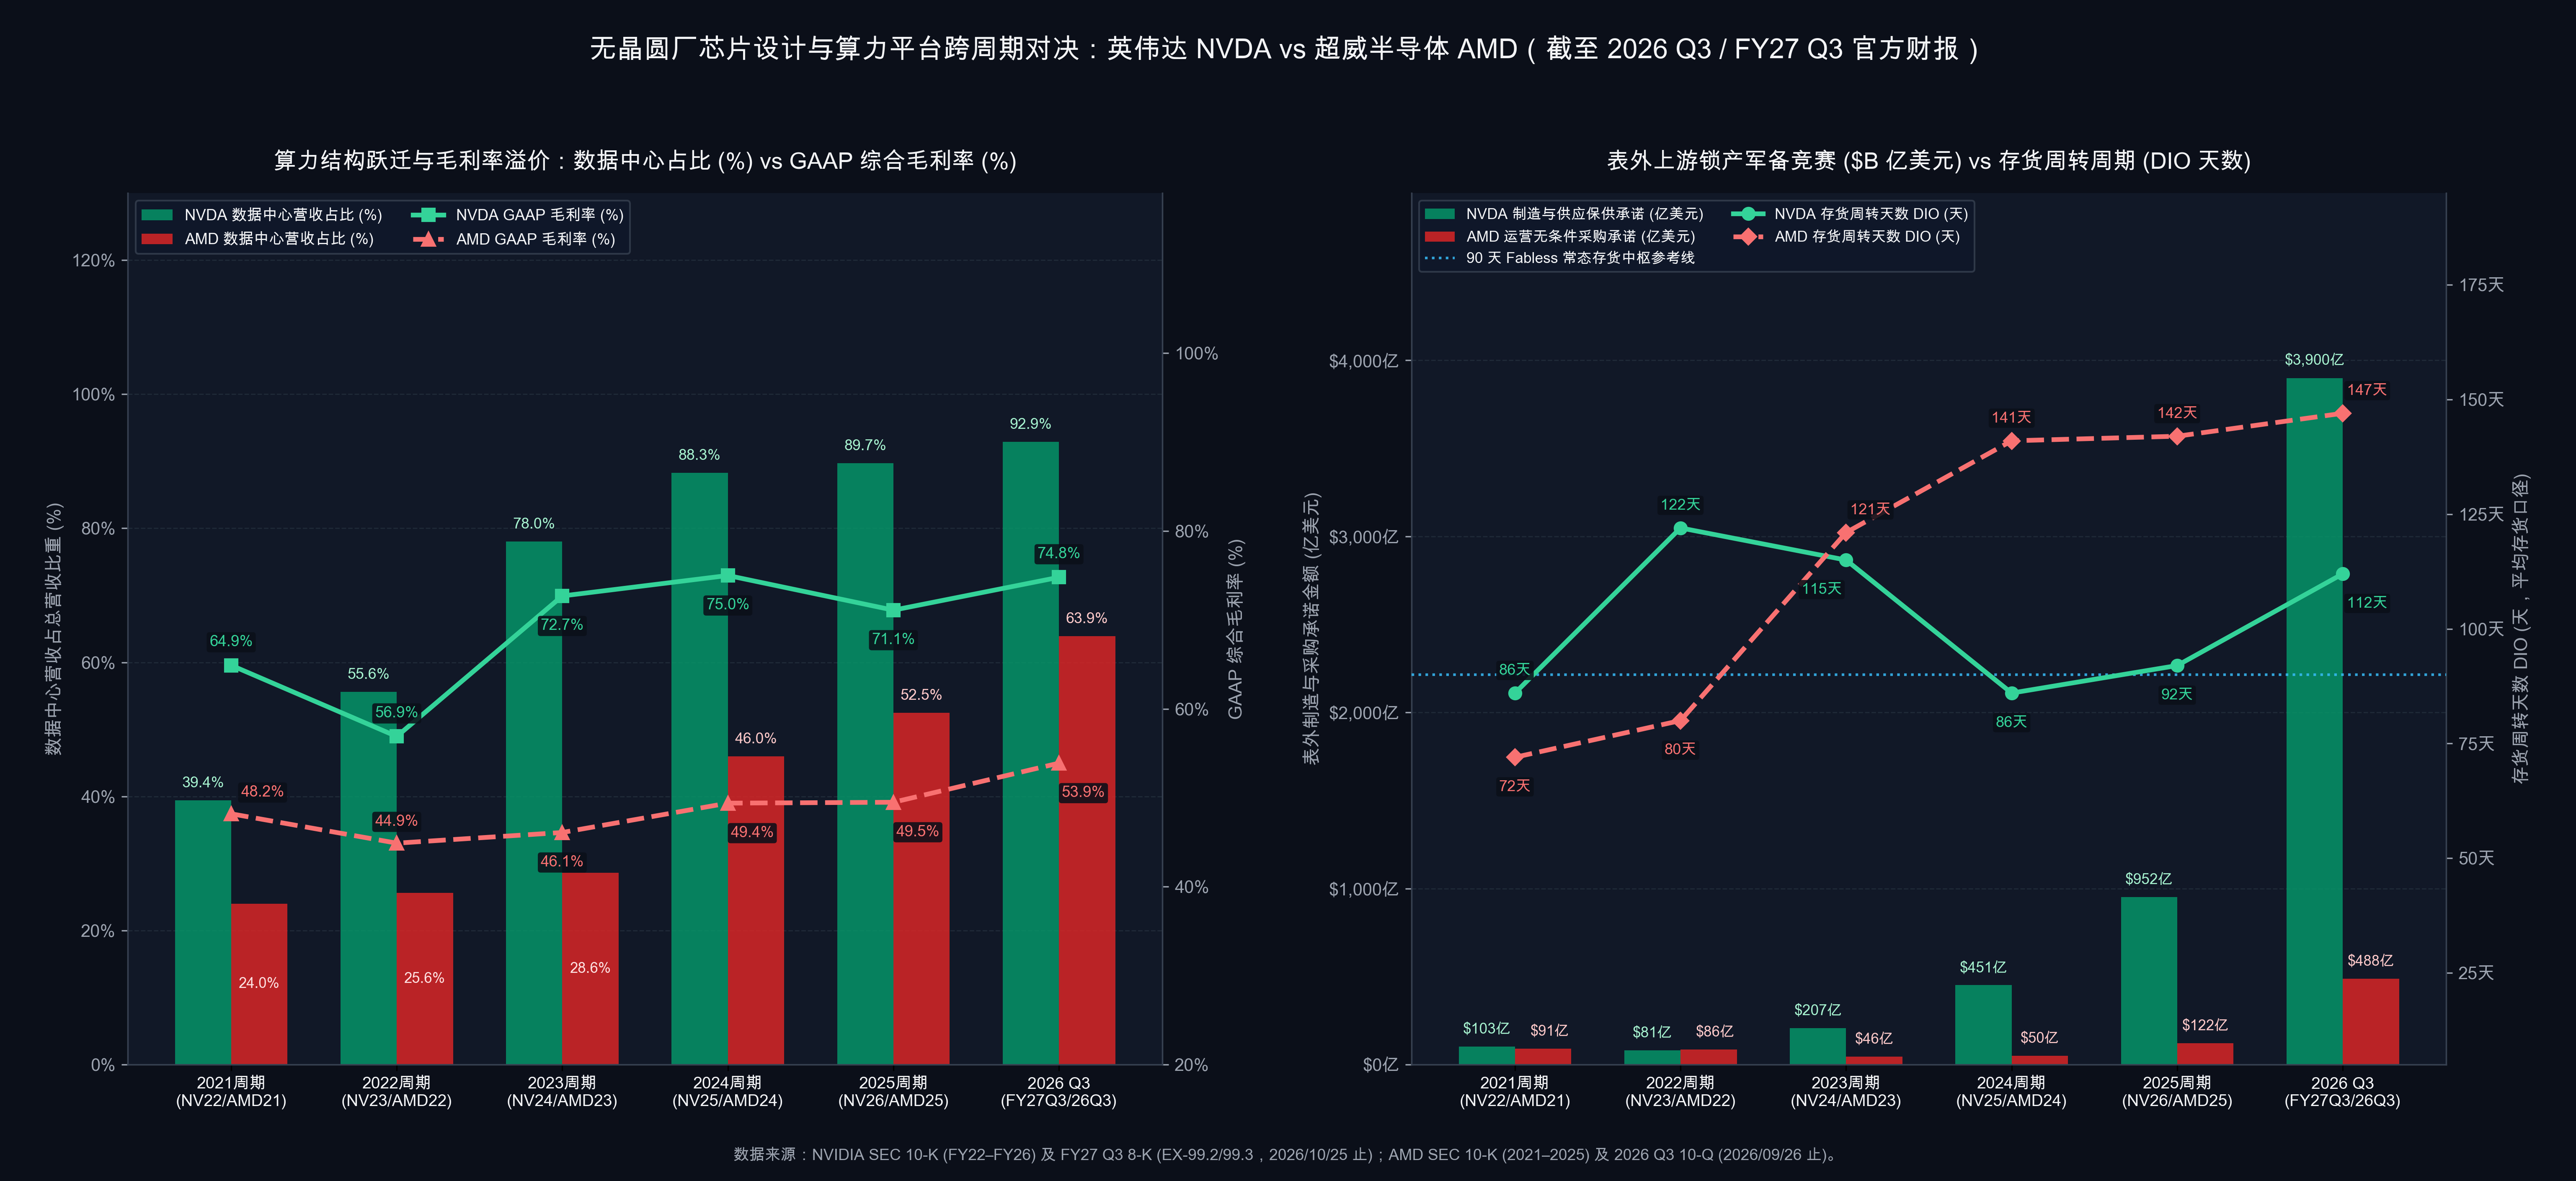 无晶圆厂芯片设计与算力平台跨周期对决：英伟达 NVDA vs 超威半导体 AMD（截至 2026 Q3 / FY27 Q3 官方财报）
算力结构跃迁与毛利率溢价：数据中心占比 (%) vs GAAP 综合毛利率 (%)
NVDA 数据中心营收占比 (%)
AMD 数据中心营收占比 (%)
NVDA GAAP 毛利率 (%)
AMD GAAP 毛利率 (%)
数据中心营收占总营收比重 (%)
120%
100%
80%
60%
40%
20%
0%
39.4%
55.6%
78.0%
88.3%
89.7%
92.9%
24.0%
25.6%
28.6%
46.0%
52.5%
63.9%
64.9%
56.9%
72.7%
75.0%
71.1%
74.8%
48.2%
44.9%
46.1%
49.4%
49.5%
53.9%
100%
80%
60%
40%
20%
GAAP 综合毛利率 (%)
2021周期
(NV22/AMD21)
2022周期
(NV23/AMD22)
2023周期
(NV24/AMD23)
2024周期
(NV25/AMD24)
2025周期
(NV26/AMD25)
2026 Q3
(FY27Q3/26Q3)
表外上游锁产军备竞赛 ($B 亿美元) vs 存货周转周期 (DIO 天数)
NVDA 制造与供应保供承诺 (亿美元)
AMD 运营无条件采购承诺 (亿美元)
90 天 Fabless 常态存货中枢参考线
NVDA 存货周转天数 DIO (天)
AMD 存货周转天数 DIO (天)
表外制造与采购承诺金额 (亿美元)
$4,000亿
$3,000亿
$2,000亿
$1,000亿
$0亿
$103亿
$81亿
$207亿
$451亿
$952亿
$3,900亿
$91亿
$86亿
$46亿
$50亿
$122亿
$488亿
86天
122天
115天
86天
92天
112天
72天
80天
121天
141天
142天
147天
175天
150天
125天
100天
75天
50天
25天
存货周转天数 DIO (天，平均存货口径)
2021周期
(NV22/AMD21)
2022周期
(NV23/AMD22)
2023周期
(NV24/AMD23)
2024周期
(NV25/AMD24)
2025周期
(NV26/AMD25)
2026 Q3
(FY27Q3/26Q3)
数据来源：NVIDIA SEC 10-K (FY22–FY26) 及 FY27 Q3 8-K (EX-99.2/99.3，2026/10/25 止)；AMD SEC 10-K (2021–2025) 及 2026 Q3 10-Q (2026/09/26 止)。